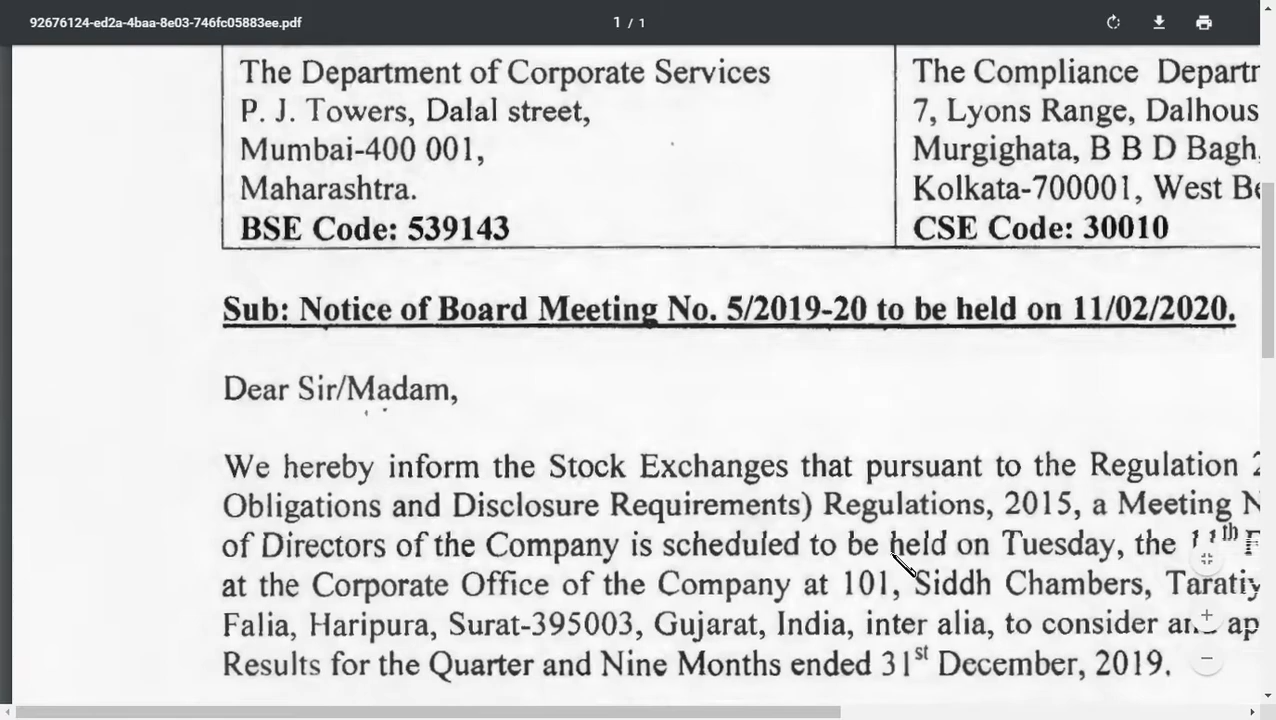 92676124-ed2a-4baa-8e03-746fc05883ee.pdf
1 / 1
The Department of Corporate Services
P. J. Towers, Dalal street,
Mumbai-400 001,
Maharashtra.
BSE Code: 539143
The Compliance
7, Lyons Range,
Murgighata, B B D Bagh,
Kolkata-700001, West
CSE Code: 30010
Sub: Notice of Board Meeting No. 5/2019-20 to be held on 11/02/2020.
Dear Sir/Madam,
We hereby inform the Stock Exchanges that pursuant to the Regulation
Obligations and Disclosure Requirements) Regulations, 2015, a Meeting
of Directors of the Company is scheduled to be held on Tuesday, the 11th
at the Corporate Office of the Company at 101, Siddh Chambers,
Falia, Haripura, Surat-395003, Gujarat, India, inter alia, to consider
Results for the Quarter and Nine Months ended 31st December, 2019.